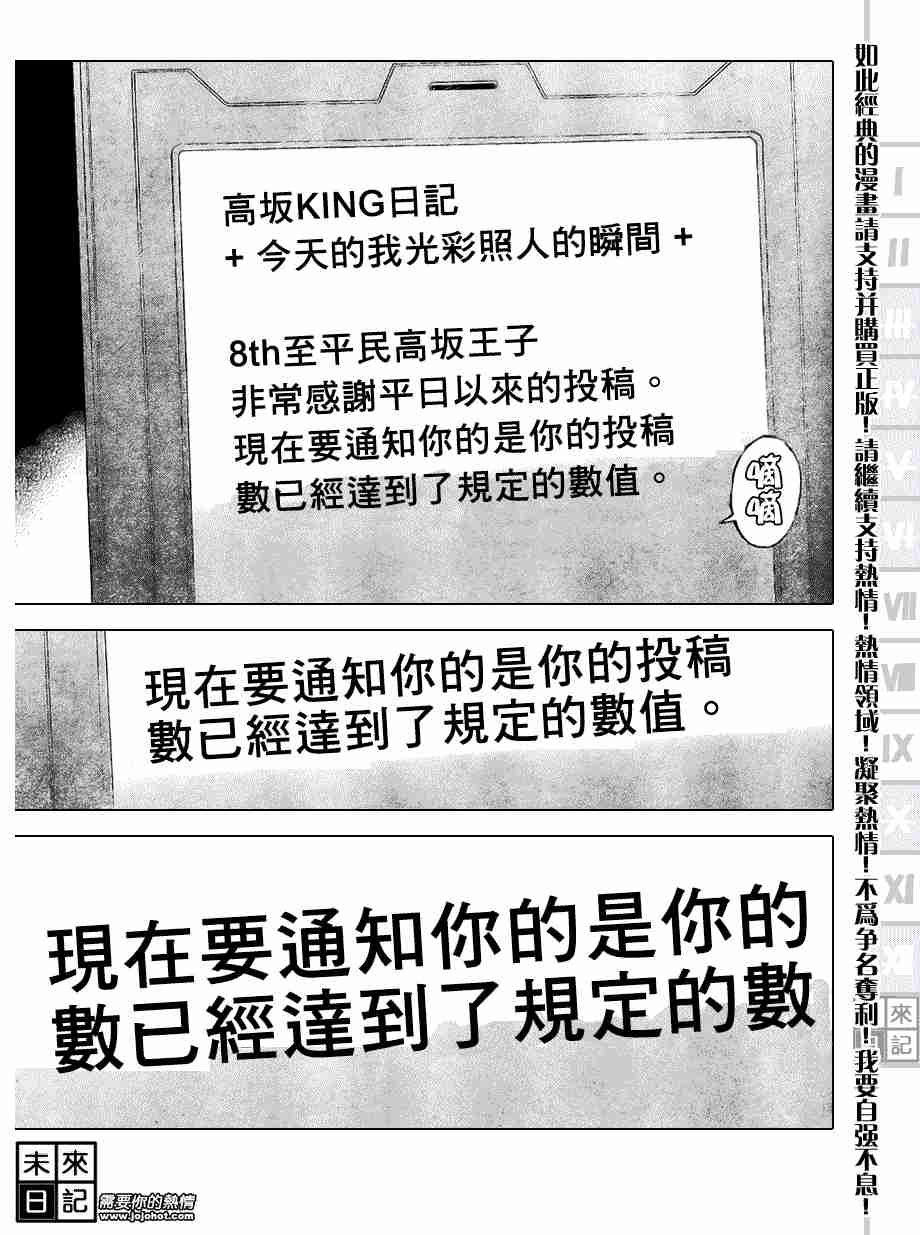 高坂KING日記
+ 今天的我光彩照人的瞬間 +
8th至平民高坂王子
非常感謝平日以來的投稿。
現在要通知你的是你的投稿
數已經達到了規定的數值。
嘀嘀
現在要通知你的是你的投稿
數已經達到了規定的數值。
現在要通知你的是你的
數已經達到了規定的數
如此經典的漫畫請支持并購買正版！請繼續支持熱情！熱情領域！凝聚熱情！不爲争名奪利！我要自强不息！
I
II
III
IV
V
VI
VII
VIII
IX
X
XI
XII
來
記
未來
日記
需要你的熱情
www.jojohot.com